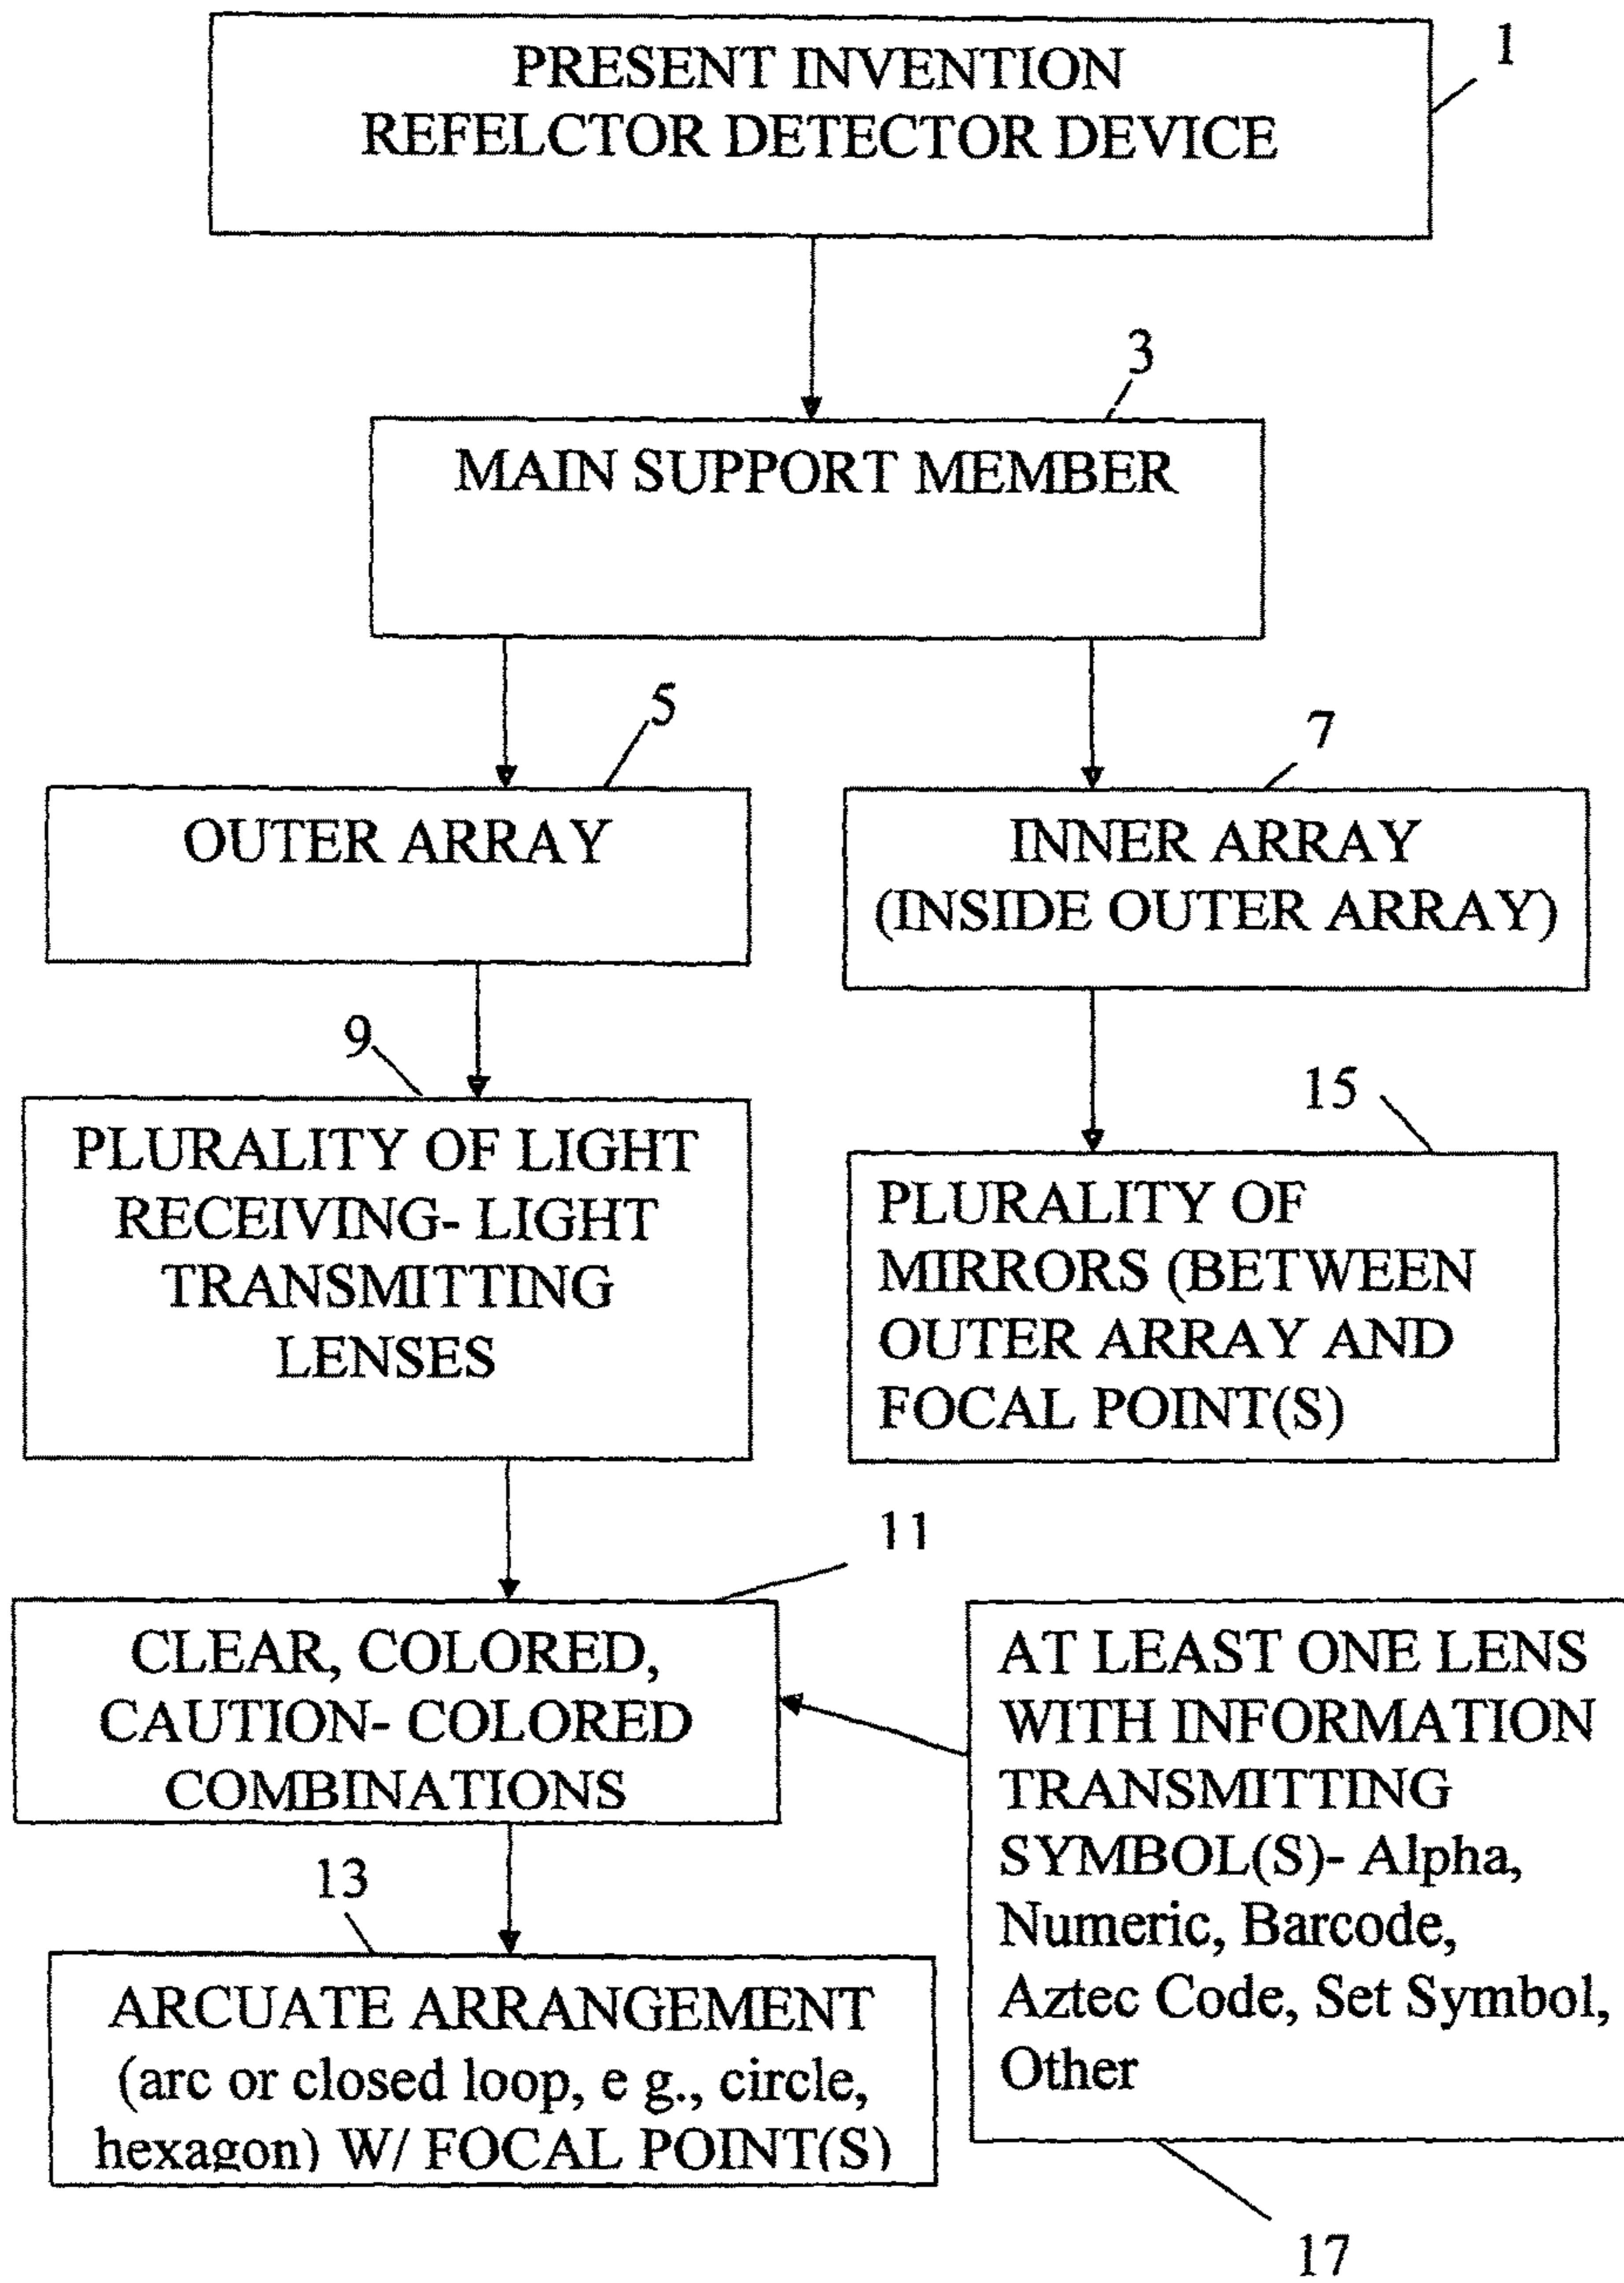 1
PRESENT INVENTION
REFELCTOR DETECTOR DEVICE
3
MAIN SUPPORT MEMBER
5
OUTER ARRAY
7
INNER ARRAY
(INSIDE OUTER ARRAY)
9
PLURALITY OF LIGHT
RECEIVING- LIGHT
TRANSMITTING
LENSES
15
PLURALITY OF
MIRRORS (BETWEEN
OUTER ARRAY AND
FOCAL POINT(S)
11
CLEAR, COLORED,
CAUTION- COLORED
COMBINATIONS
13
ARCUATE ARRANGEMENT
(arc or closed loop, e g., circle,
hexagon) W/ FOCAL POINT(S)
AT LEAST ONE LENS
WITH INFORMATION
TRANSMITTING
SYMBOL(S)- Alpha,
Numeric, Barcode,
Aztec Code, Set Symbol,
Other
17